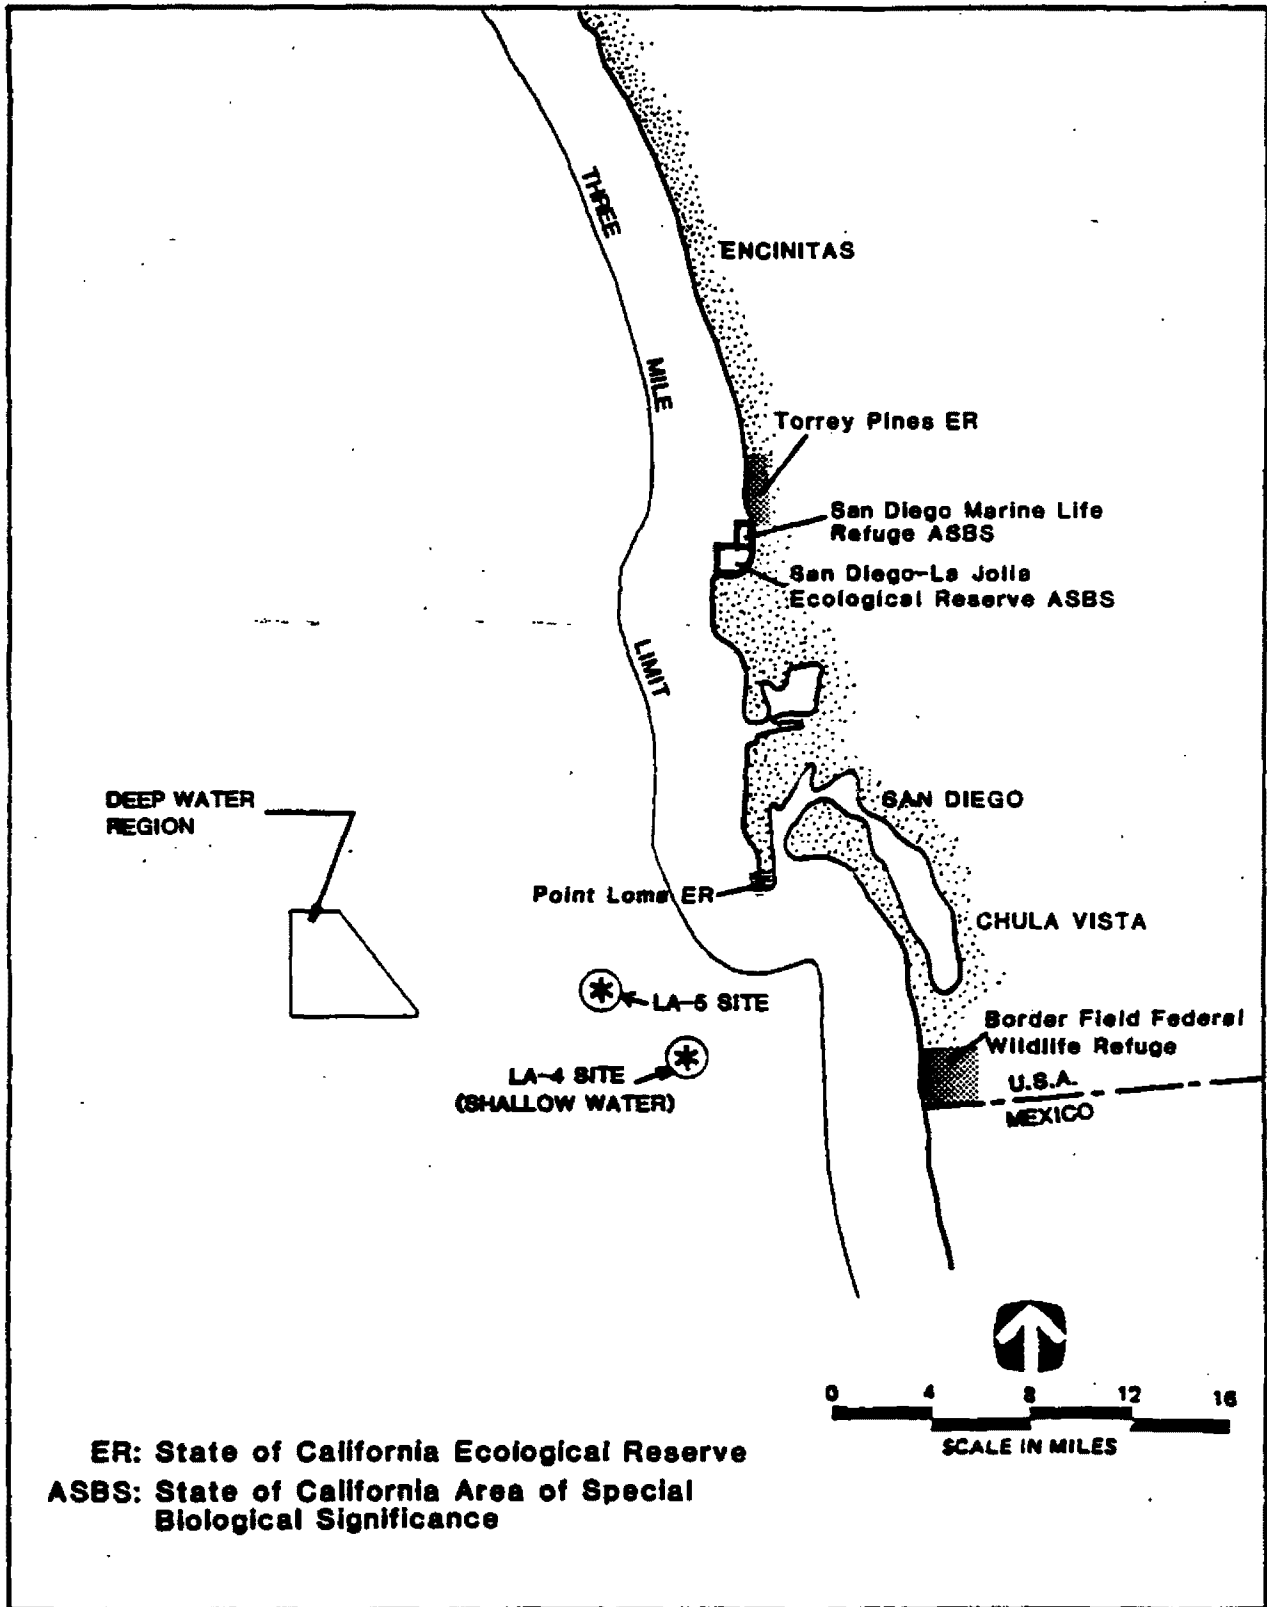 THREE
ENCINITAS
MILE
Torrey Pines ER
San Diego Marine Life
Refuge ASBS
San Diego-La Jolla
Ecological Reserve ASBS
LIMIT
DEEP WATER
REGION
SAN DIEGO
Point Loma ER
CHULA VISTA
LA-5 SITE
Border Field Federal
Wildlife Refuge
LA-4 SITE
(SHALLOW WATER)
U.S.A.
MEXICO
0 4 8 12 16
SCALE IN MILES
ER: State of California Ecological Reserve
ASBS: State of California Area of Special
Biological Significance